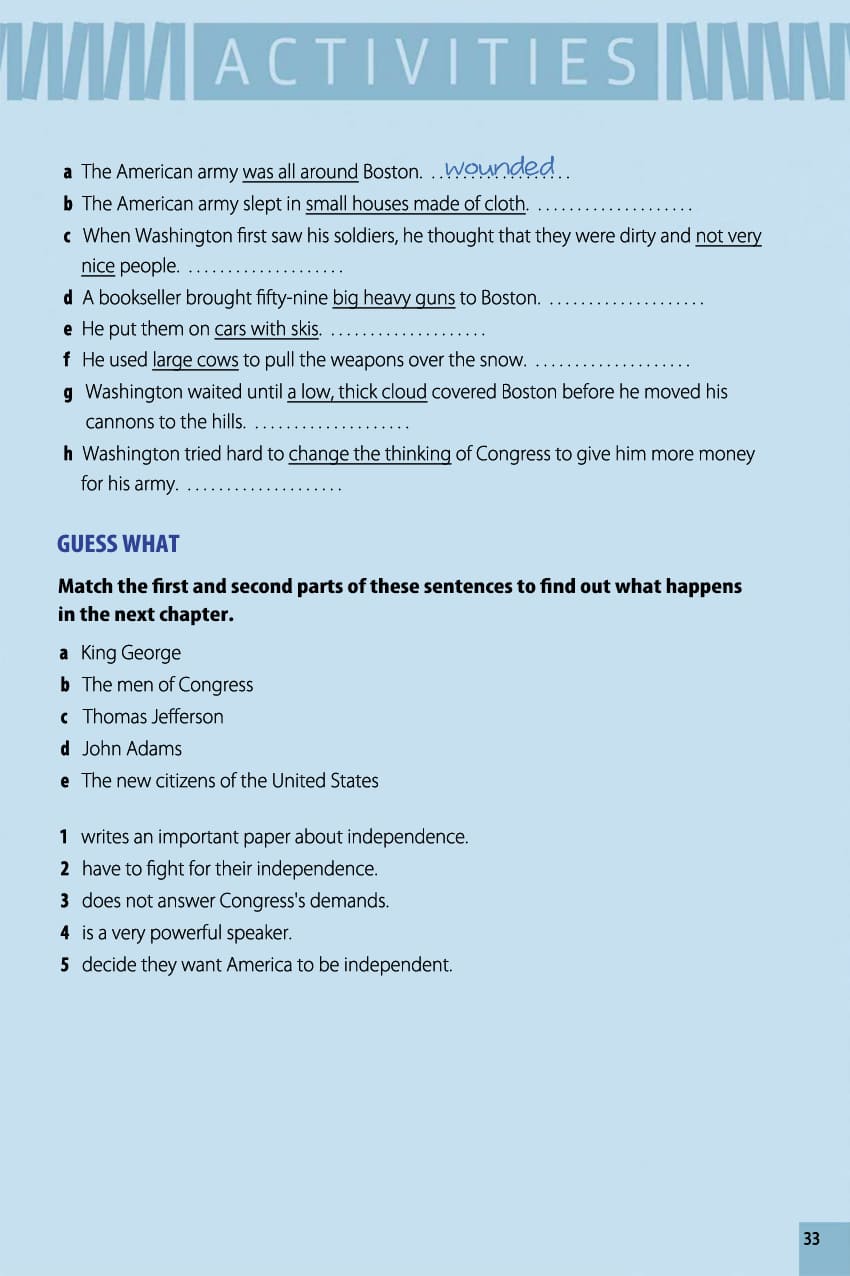 ACTIVITIES
a The American army was all around Boston. ..wounded..
b The American army slept in small houses made of cloth. ....................
c When Washington first saw his soldiers, he thought that they were dirty and not very
nice people. ....................
d A bookseller brought fifty-nine big heavy guns to Boston. ....................
e He put them on cars with skis. ....................
f He used large cows to pull the weapons over the snow. ....................
g Washington waited until a low, thick cloud covered Boston before he moved his
cannons to the hills. ....................
h Washington tried hard to change the thinking of Congress to give him more money
for his army. ....................
GUESS WHAT
Match the first and second parts of these sentences to find out what happens
in the next chapter.
a King George
b The men of Congress
c Thomas Jefferson
d John Adams
e The new citizens of the United States
1 writes an important paper about independence.
2 have to fight for their independence.
3 does not answer Congress's demands.
4 is a very powerful speaker.
5 decide they want America to be independent.
33